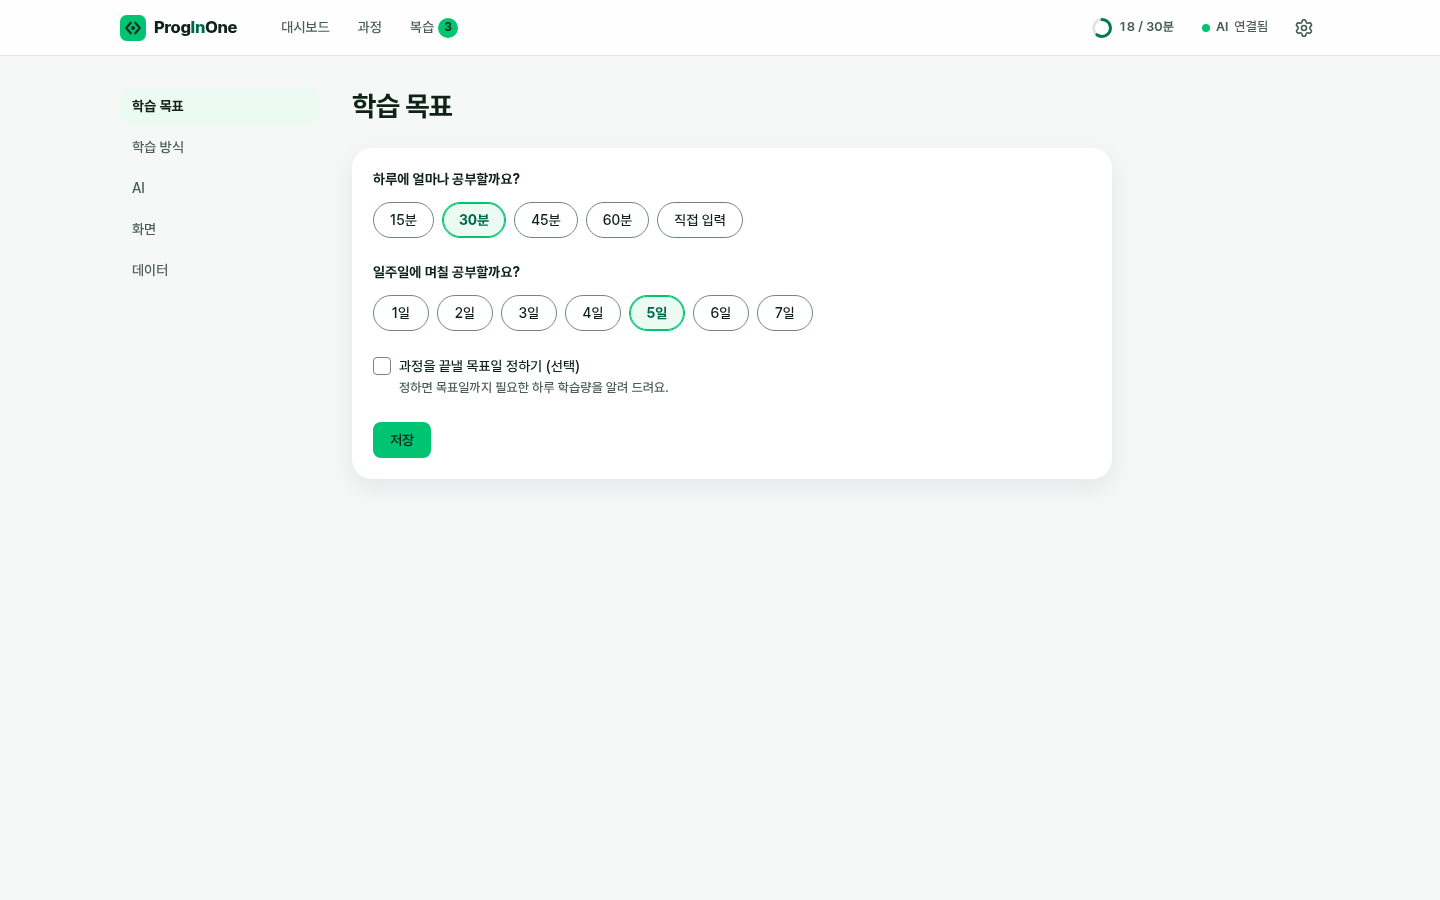 ProgInOne 대시보드 과정 복습 3 18 / 30분 AI 연결됨
학습 목표
학습 방식
AI
화면
데이터
학습 목표
하루에 얼마나 공부할까요?
15분 30분 45분 60분 직접 입력
일주일에 며칠 공부할까요?
1일 2일 3일 4일 5일 6일 7일
과정을 끝낼 목표일 정하기 (선택)
정하면 목표일까지 필요한 하루 학습량을 알려 드려요.
저장